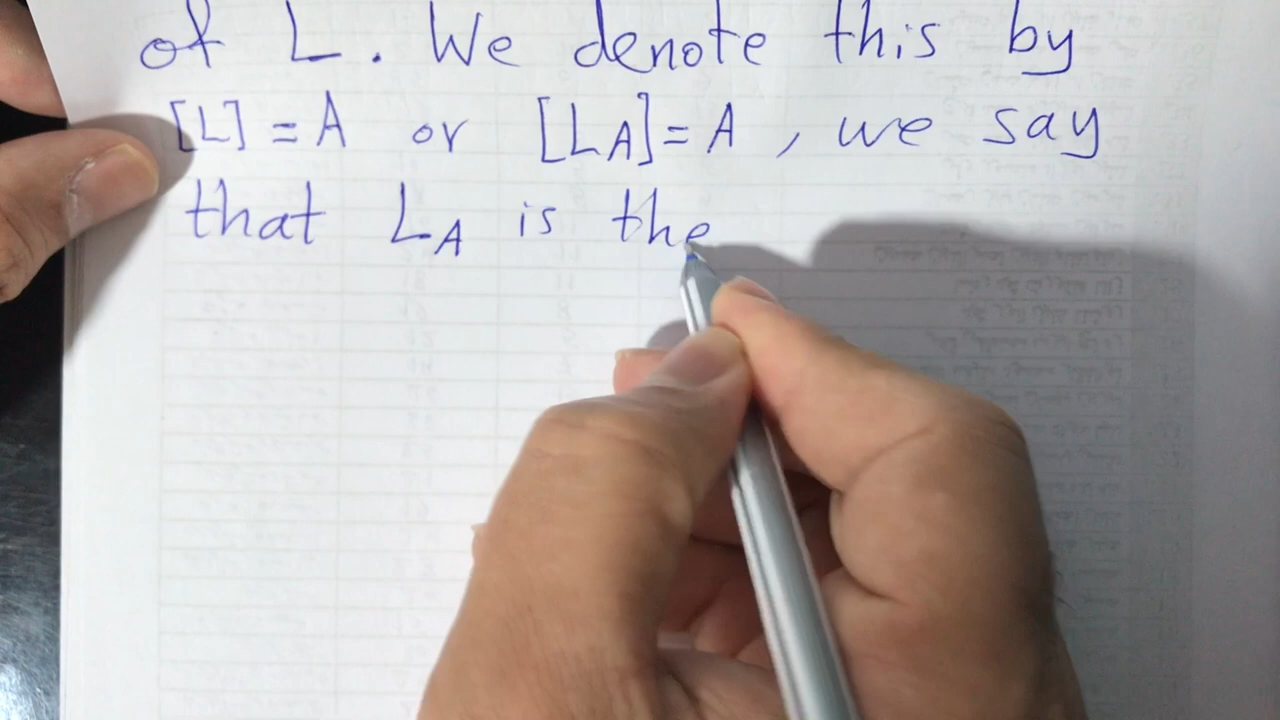 of L. We denote this by
[L] = A or [L_A] = A, we say
that L_A is the